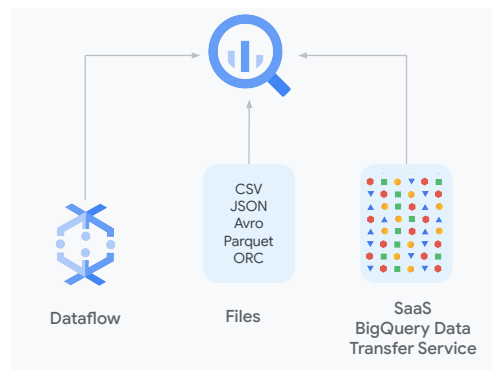 CSV
JSON
Avro
Parquet
ORC
Dataflow
Files
SaaS
BigQuery Data
Transfer Service